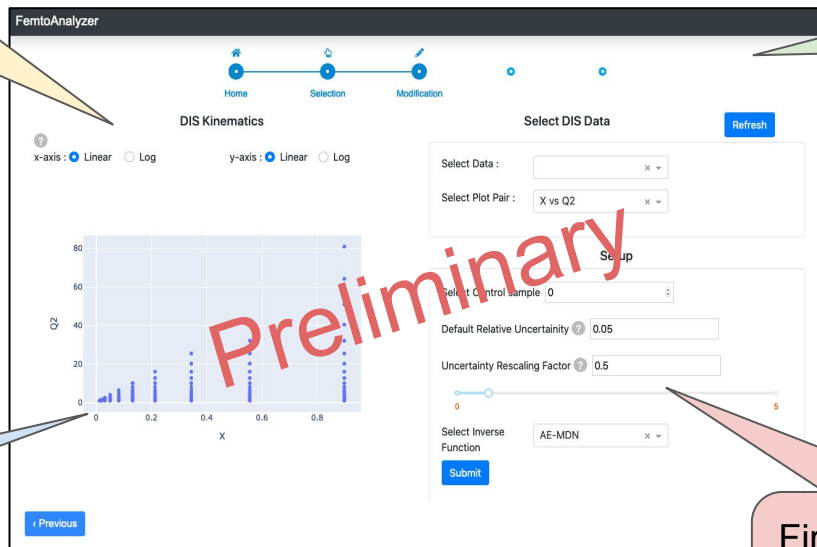 FemtoAnalyzer
Home Selection Modification
DIS Kinematics
x-axis : Linear Log y-axis : Linear Log
80
60
40
20
0
Q2
0 0.2 0.4 0.6 0.8
X
Select DIS Data
Refresh
Select Data :
Select Plot Pair : X vs Q2
Preliminary
Select Control sample 0
Default Relative Uncertainity ? 0.05
Uncertainty Rescaling Factor ? 0.5
0 5
Select Inverse
Function
AE-MDN
Submit
‹ Previous